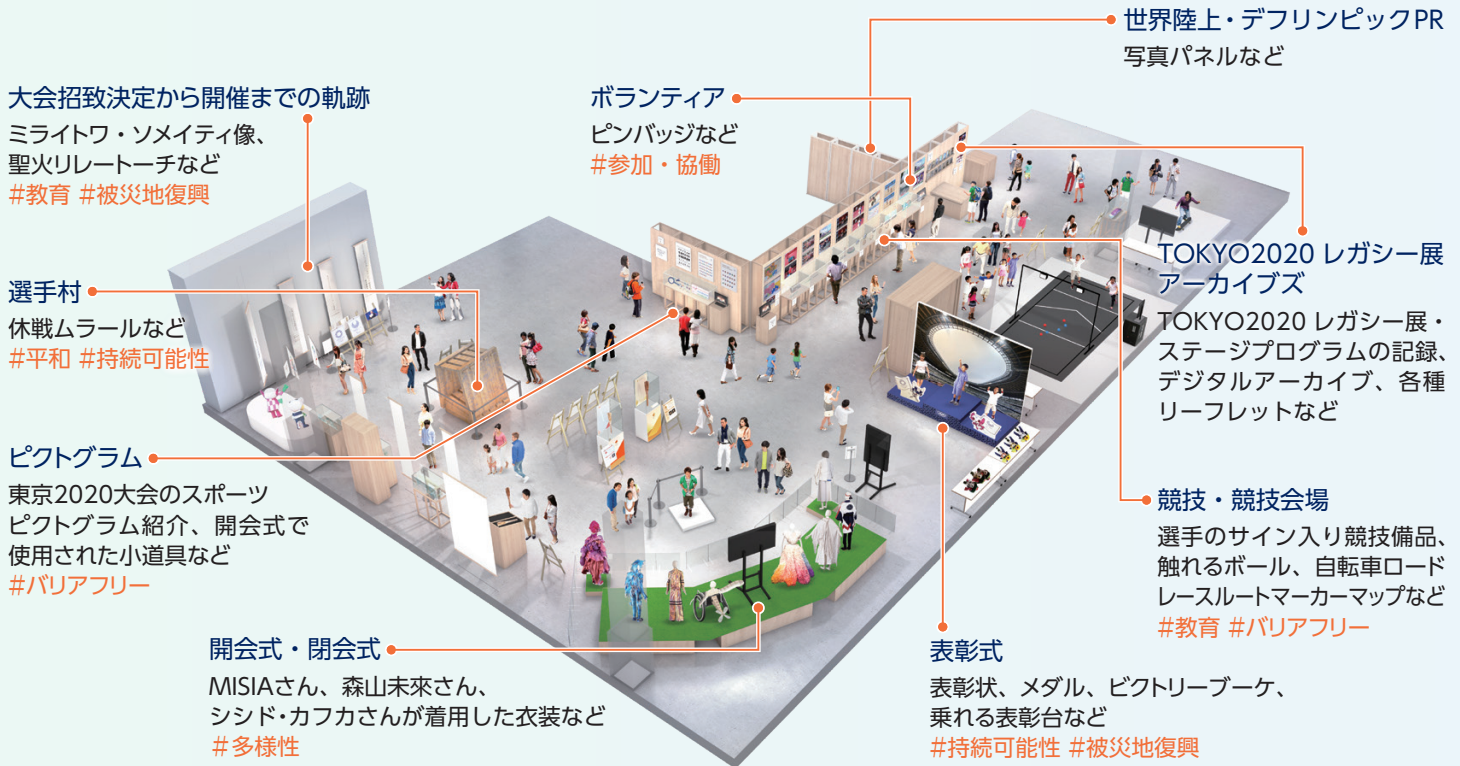 世界陸上・デフリンピックPR
写真パネルなど
大会招致決定から開催までの軌跡
ミライトワ・ソメイティ像、
聖火リレートーチなど
#教育 #被災地復興
ボランティア
ピンバッジなど
#参加・協働
選手村
休戦ムラールなど
#平和 #持続可能性
TOKYO2020 レガシー展
アーカイブズ
TOKYO2020 レガシー展・
ステージプログラムの記録、
デジタルアーカイブ、各種
リーフレットなど
ピクトグラム
東京2020大会のスポーツ
ピクトグラム紹介、開会式で
使用された小道具など
#バリアフリー
競技・競技会場
選手のサイン入り競技備品、
触れるボール、自転車ロード
レースルートマーカーマップなど
#教育 #バリアフリー
開会式・閉会式
MISIAさん、森山未來さん、
シシド・カフカさんが着用した衣装など
#多様性
表彰式
表彰状、メダル、ビクトリーブーケ、
乗れる表彰台など
#持続可能性 #被災地復興